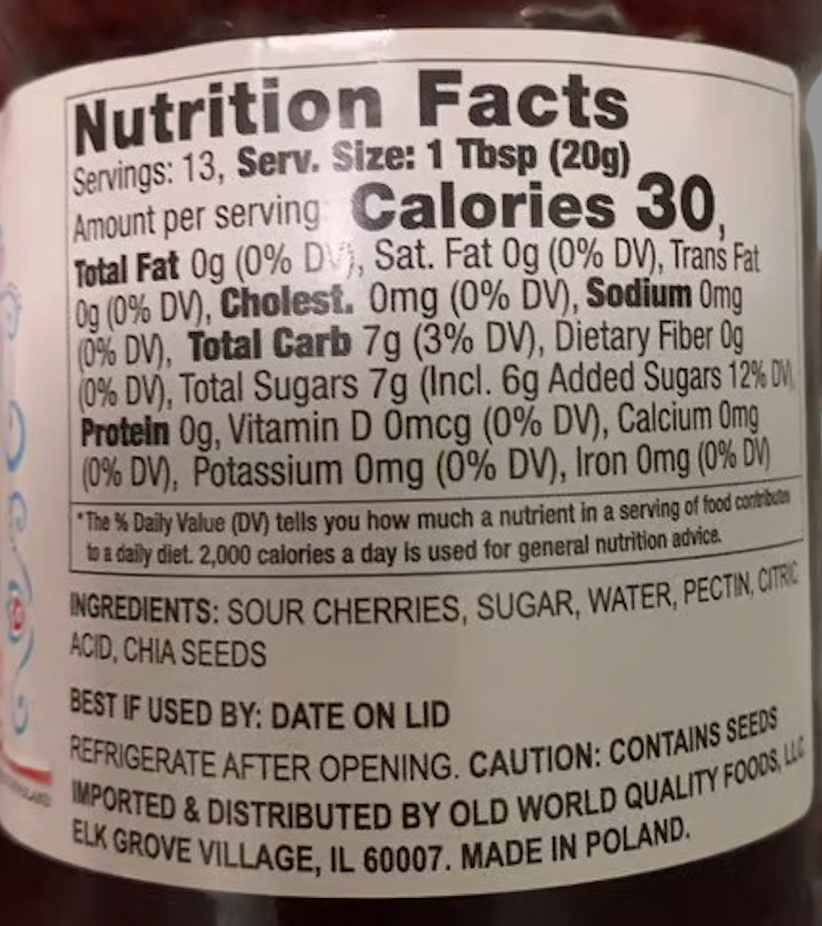 Nutrition Facts
Servings: 13, Serv. Size: 1 Tbsp (20g)
Amount per serving Calories 30,
Total Fat 0g (0% DV), Sat. Fat 0g (0% DV), Trans Fat
0g (0% DV), Cholest. 0mg (0% DV), Sodium 0mg
(0% DV), Total Carb 7g (3% DV), Dietary Fiber 0g
(0% DV), Total Sugars 7g (Incl. 6g Added Sugars 12% DV),
Protein 0g, Vitamin D 0mcg (0% DV), Calcium 0mg
(0% DV), Potassium 0mg (0% DV), Iron 0mg (0% DV)
*The % Daily Value (DV) tells you how much a nutrient in a serving of food contributes
to a daily diet. 2,000 calories a day is used for general nutrition advice.
INGREDIENTS: SOUR CHERRIES, SUGAR, WATER, PECTIN, CITRIC
ACID, CHIA SEEDS
BEST IF USED BY: DATE ON LID
REFRIGERATE AFTER OPENING. CAUTION: CONTAINS SEEDS
IMPORTED & DISTRIBUTED BY OLD WORLD QUALITY FOODS, LLC
ELK GROVE VILLAGE, IL 60007. MADE IN POLAND.